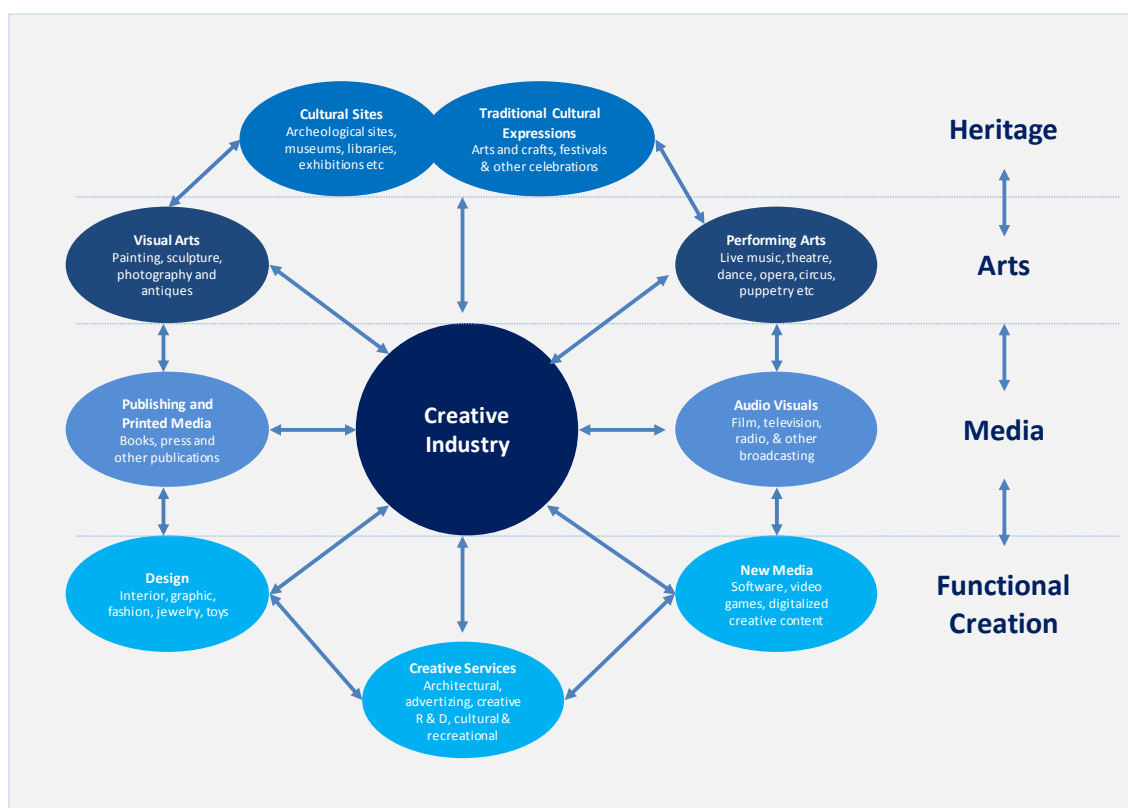 Cultural Sites
Archeological sites,
museums, libraries,
exhibitions etc
Traditional Cultural
Expressions
Arts and crafts, festivals
& other celebrations
Heritage
Visual Arts
Painting, sculpture,
photography and
antiques
Performing Arts
Live music, theatre,
dance, opera, circus,
puppetry etc
Arts
Publishing and
Printed Media
Books, press and
other publications
Creative
Industry
Audio Visuals
Film, television,
radio, & other
broadcasting
Media
Design
Interior, graphic,
fashion, jewelry, toys
New Media
Software, video
games, digitalized
creative content
Functional
Creation
Creative Services
Architectural,
advertizing, creative
R & D, cultural &
recreational